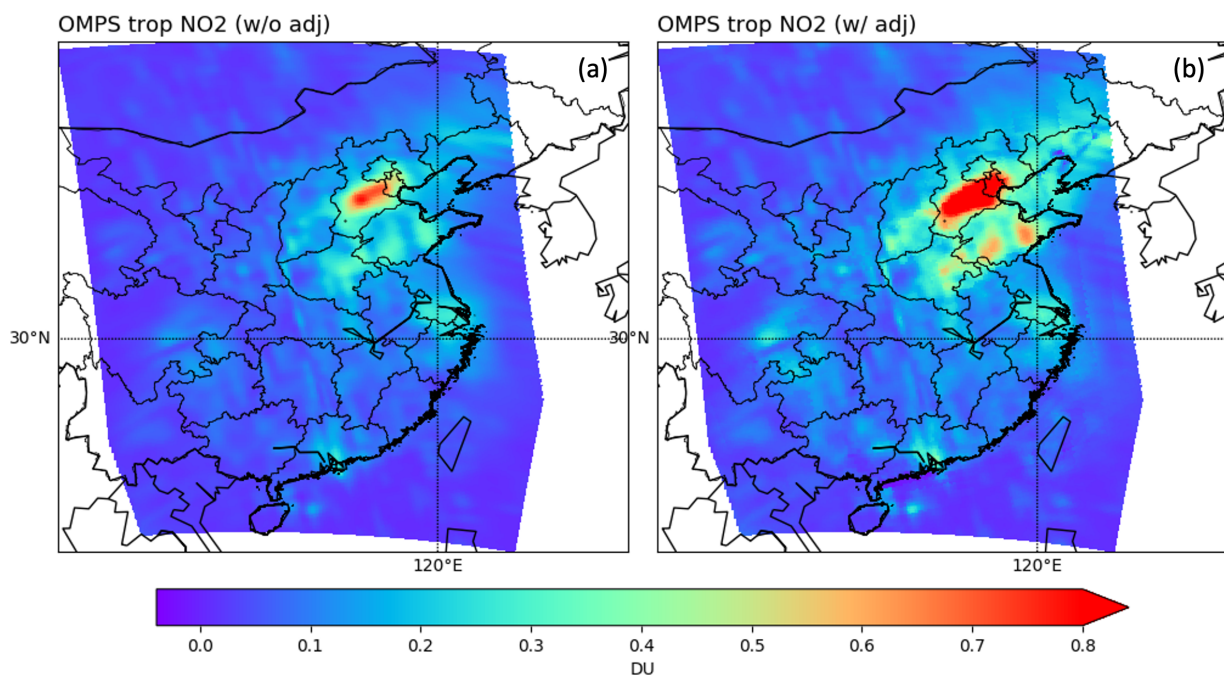 OMPS trop NO2 (w/o adj)
OMPS trop NO2 (w/ adj)
(a)
(b)
30°N
30°N
120°E
120°E
0.0 0.1 0.2 0.3 0.4 0.5 0.6 0.7 0.8
DU